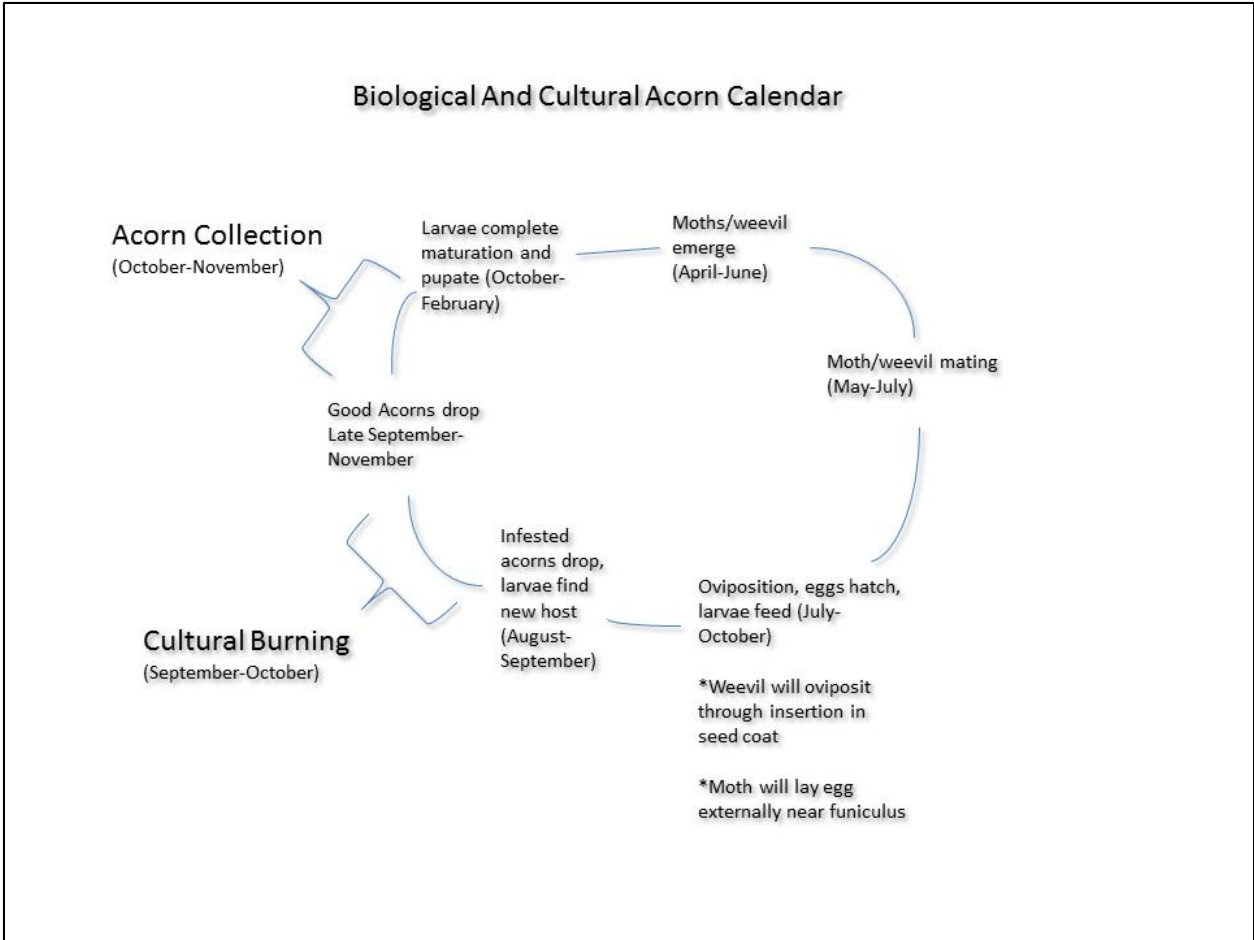 Biological And Cultural Acorn Calendar
Acorn Collection
(October-November)
Larvae complete
maturation and
pupate (October-
February)
Moths/weevil
emerge
(April-June)
Moth/weevil mating
(May-July)
Good Acorns drop
Late September-
November
Infested
acorns drop,
larvae find
new host
(August-
September)
Oviposition, eggs hatch,
larvae feed (July-
October)
*Weevil will oviposit
through insertion in
seed coat
*Moth will lay egg
externally near funiculus
Cultural Burning
(September-October)